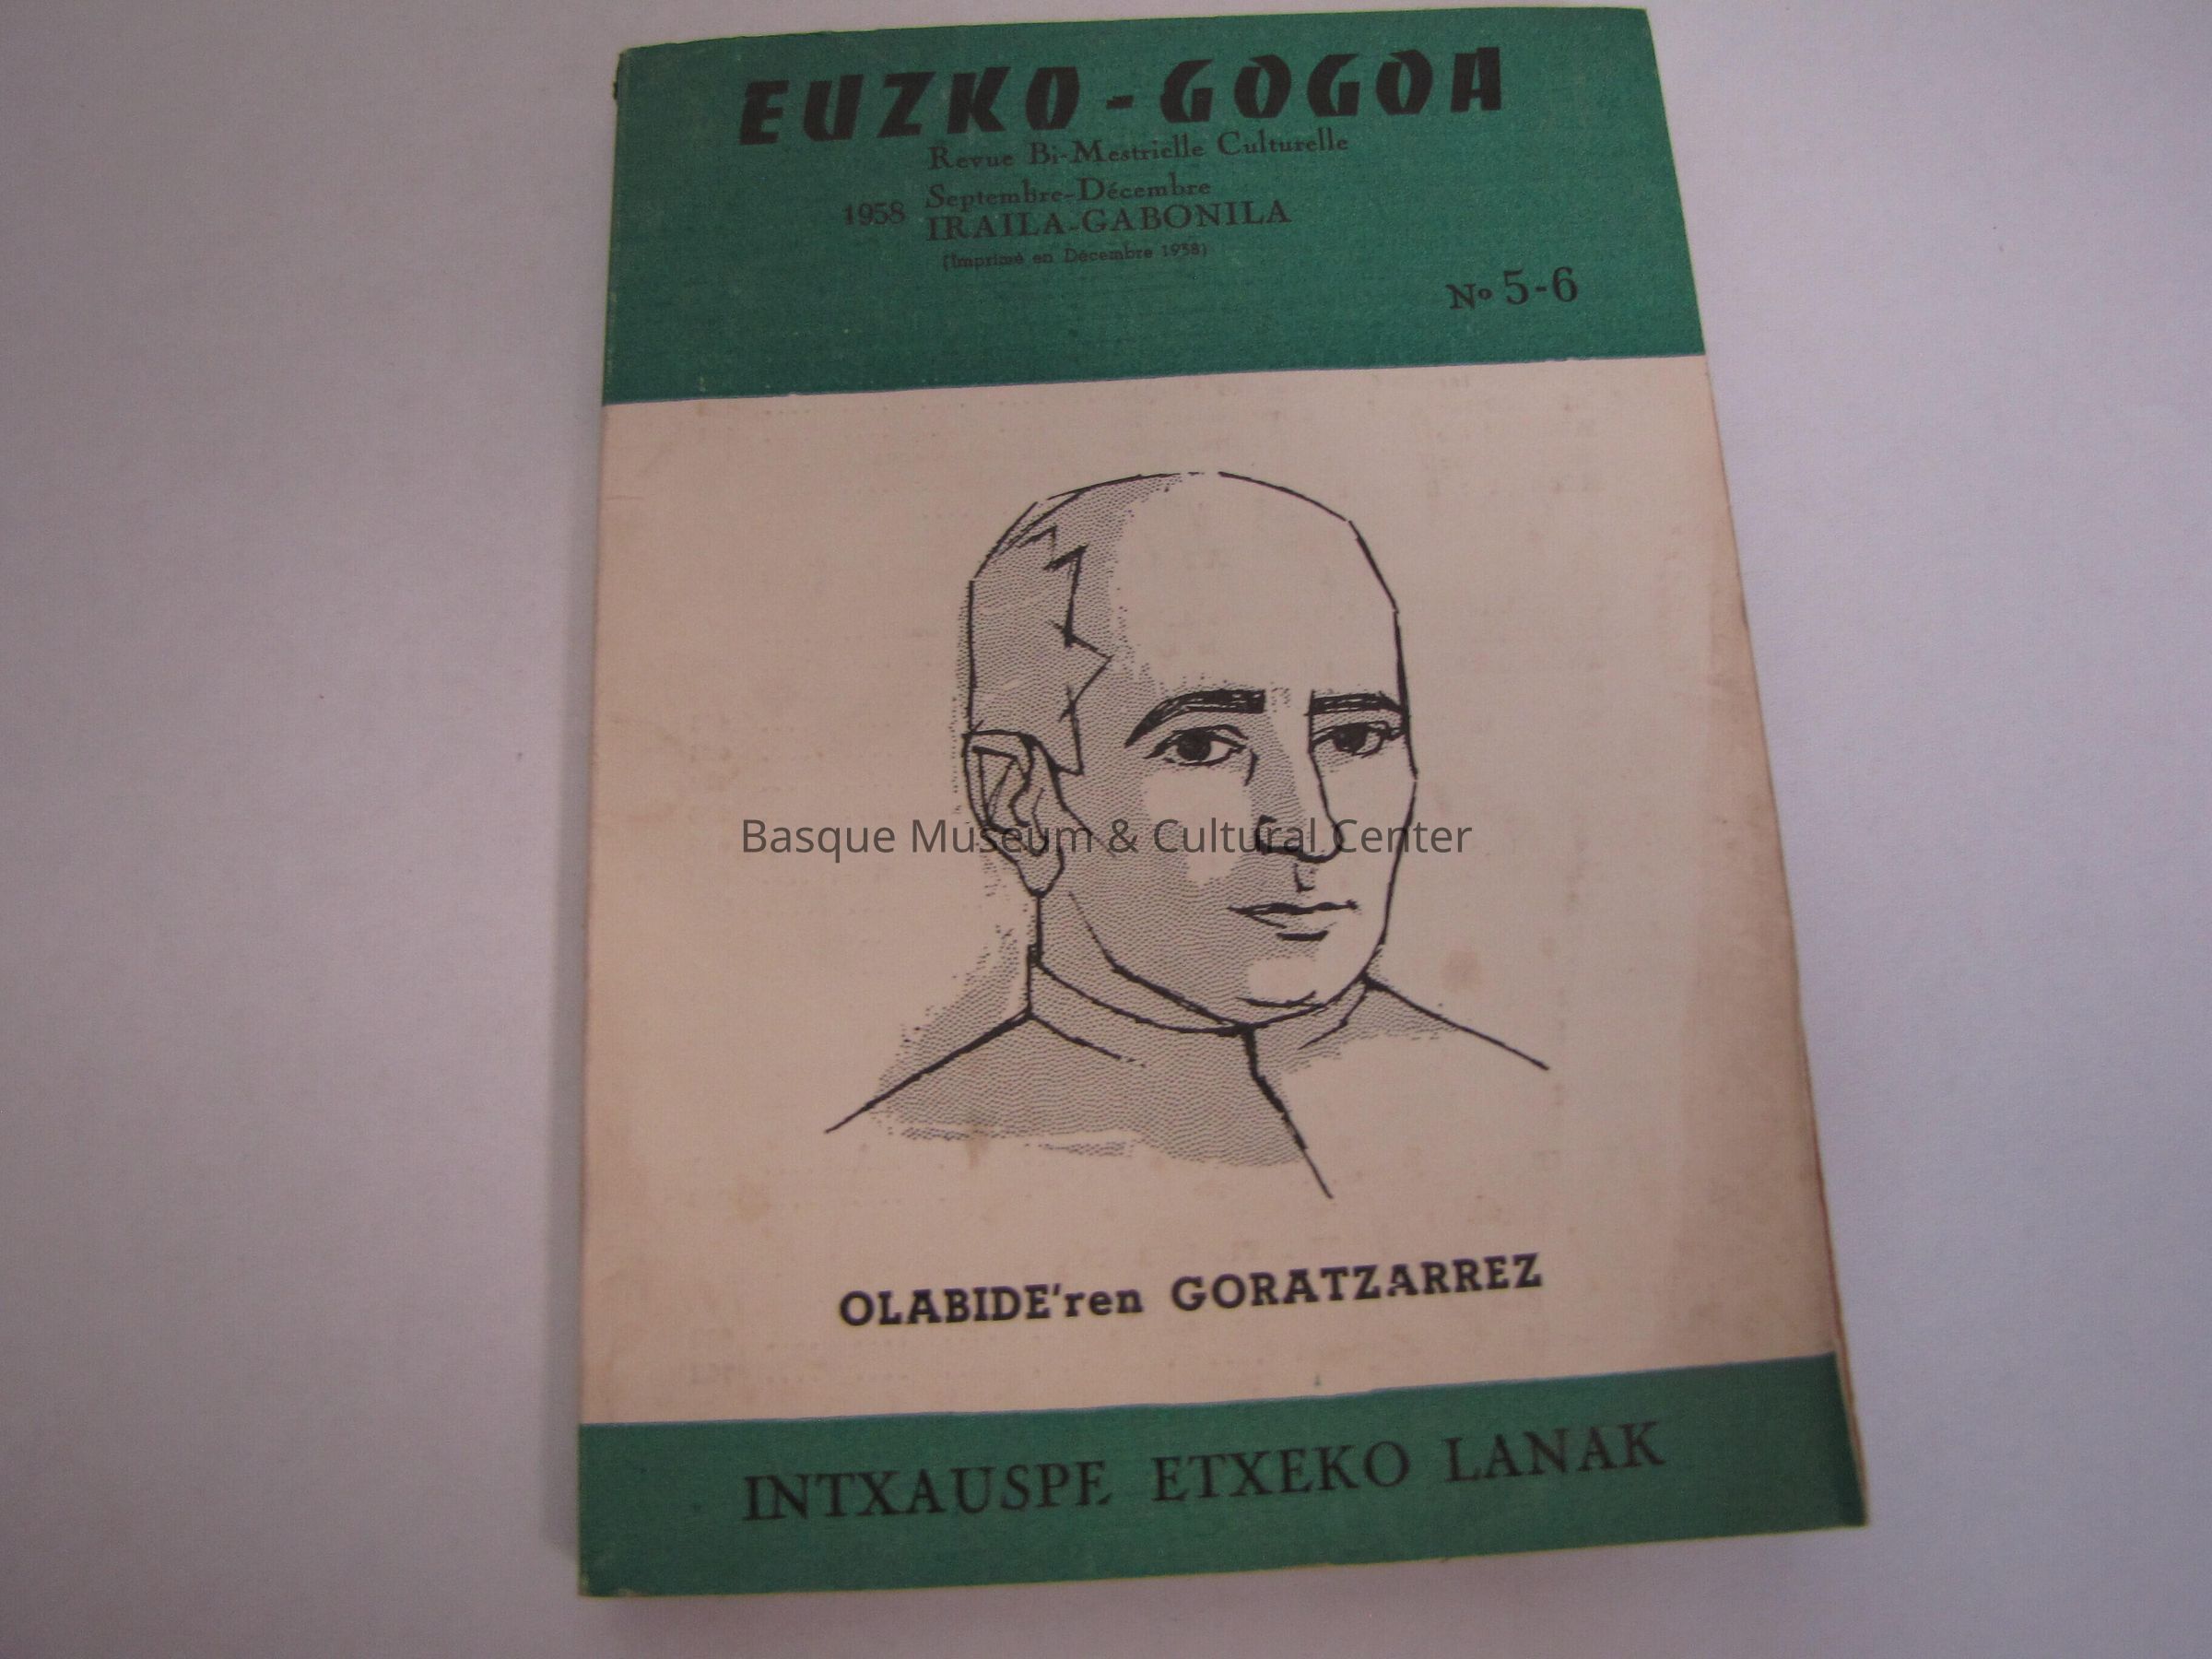 EUZKO - GOGOA
Revue Bi-Mestrielle Culturelle
1958 Septembre-Décembre
IRAILA-GABONILA
(Imprimé en Décembre 1958)
Nº 5-6
Basque Museum & Cultural Center
OLABIDE'ren GORATZARREZ
INTXAUSPE ETXEKO LANAK